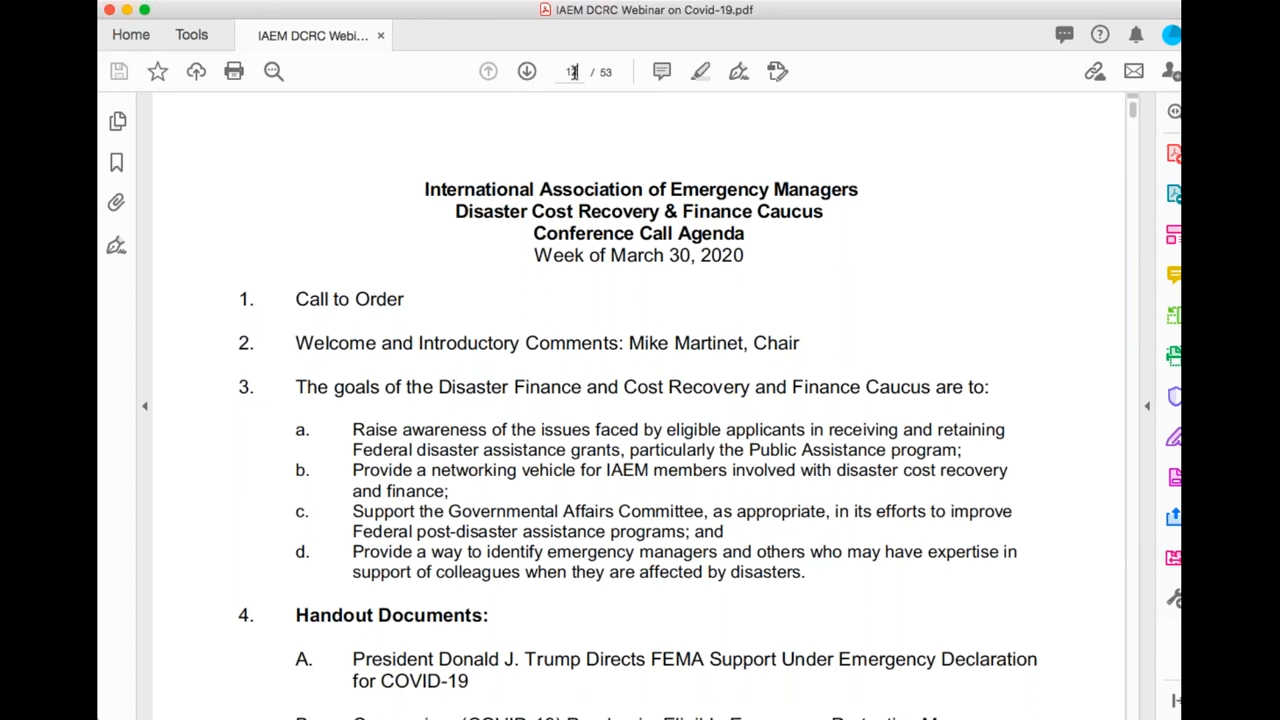 IAEM DCRC Webinar on Covid-19.pdf
Home Tools IAEM DCRC Webi... ×
/ 53
International Association of Emergency Managers
Disaster Cost Recovery & Finance Caucus
Conference Call Agenda
Week of March 30, 2020
1. Call to Order
2. Welcome and Introductory Comments: Mike Martinet, Chair
3. The goals of the Disaster Finance and Cost Recovery and Finance Caucus are to:
a. Raise awareness of the issues faced by eligible applicants in receiving and retaining
Federal disaster assistance grants, particularly the Public Assistance program;
b. Provide a networking vehicle for IAEM members involved with disaster cost recovery
and finance;
c. Support the Governmental Affairs Committee, as appropriate, in its efforts to improve
Federal post-disaster assistance programs; and
d. Provide a way to identify emergency managers and others who may have expertise in
support of colleagues when they are affected by disasters.
4. Handout Documents:
A. President Donald J. Trump Directs FEMA Support Under Emergency Declaration
for COVID-19